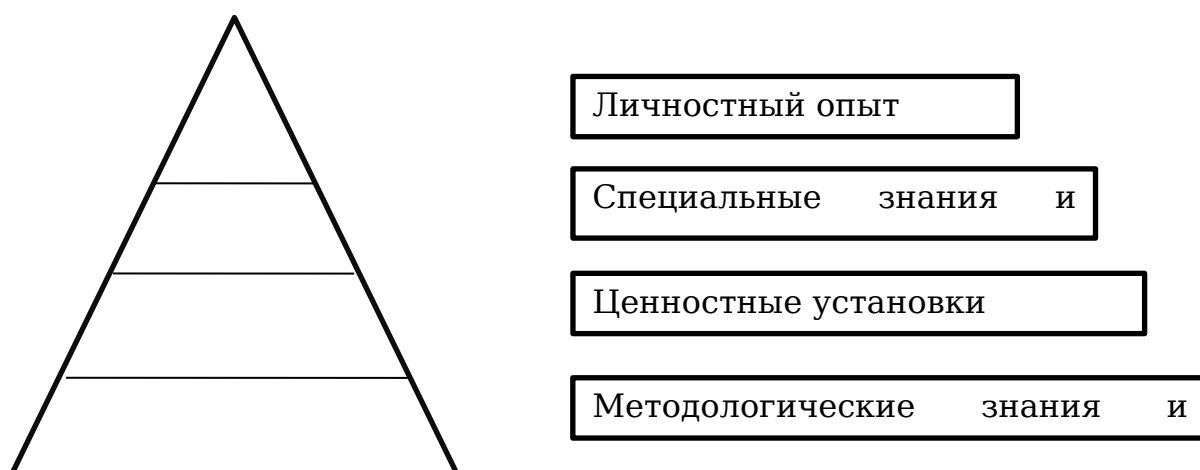 Личностный опыт
Специальные знания и
Ценностные установки
Методологические знания и